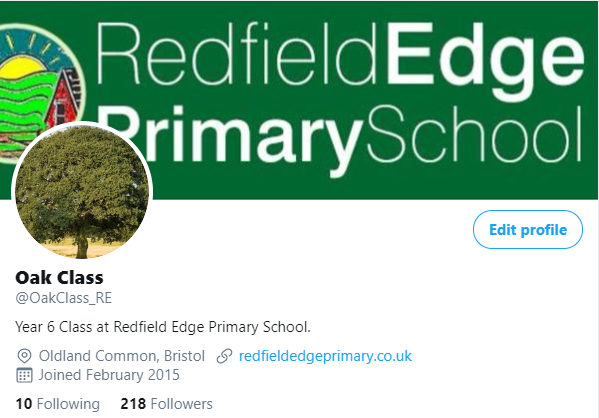 RedfieldEdge
PrimarySchool
Edit profile
Oak Class
@OakClass_RE
Year 6 Class at Redfield Edge Primary School.
Oldland Common, Bristol redfieldedgeprimary.co.uk
Joined February 2015
10 Following 218 Followers